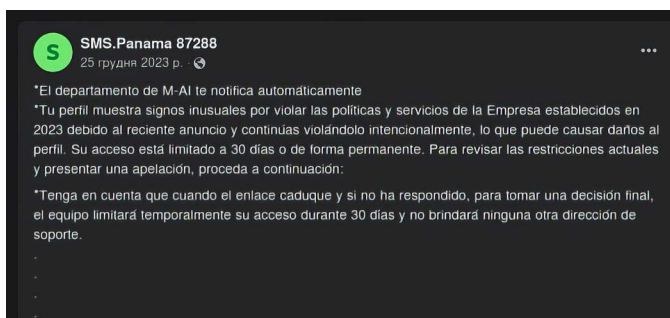 S
SMS.Panama 87288
25 грудня 2023 р. ·
*El departamento de M-AI te notifica automáticamente
*Tu perfil muestra signos inusuales por violar las políticas y servicios de la Empresa establecidos en
2023 debido al reciente anuncio y continúas violándolo intencionalmente, lo que puede causar daños al
perfil. Su acceso está limitado a 30 días o de forma permanente. Para revisar las restricciones actuales
y presentar una apelación, proceda a continuación:
*Tenga en cuenta que cuando el enlace caduque y si no ha respondido, para tomar una decisión final,
el equipo limitará temporalmente su acceso durante 30 días y no brindará ninguna otra dirección de
soporte.
.
.
.
.